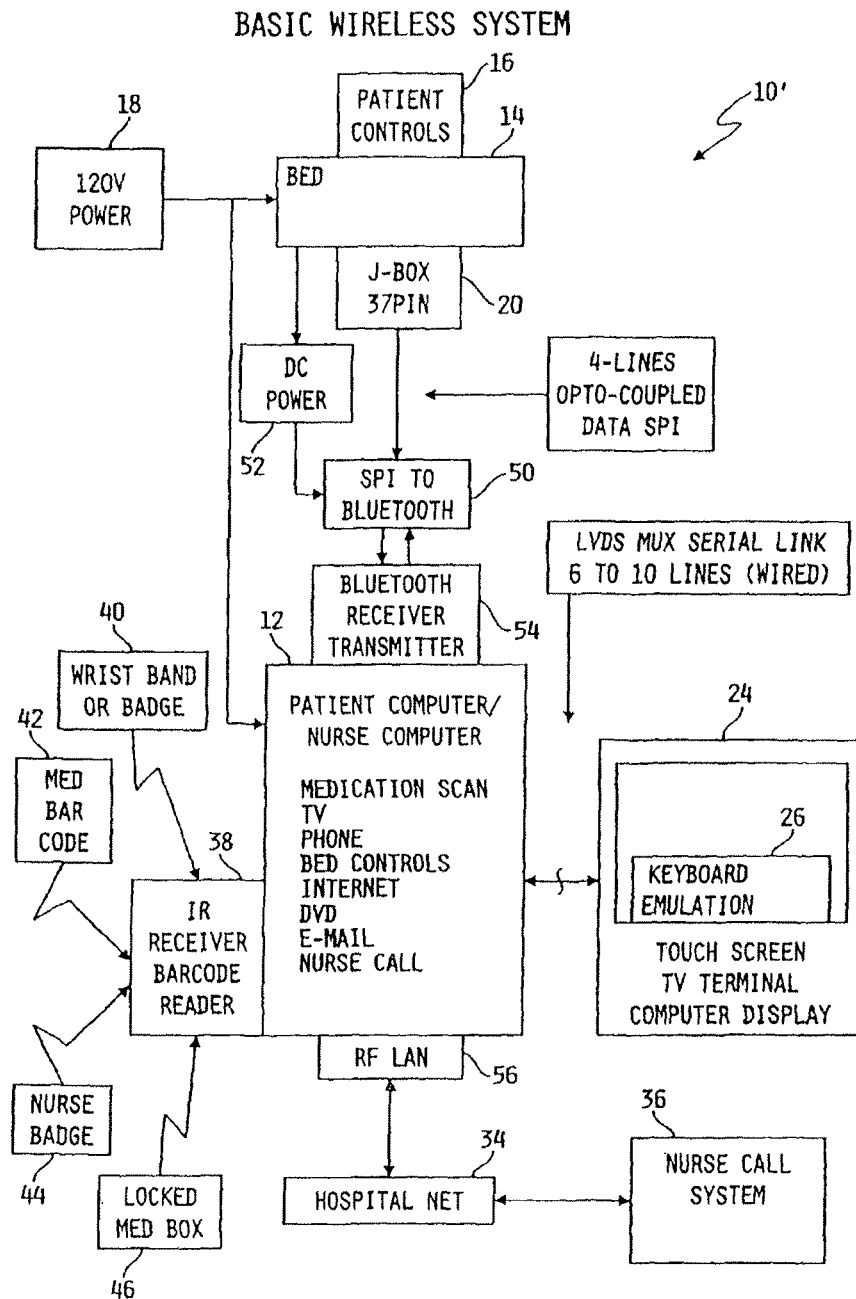 BASIC WIRELESS SYSTEM
16
PATIENT
CONTROLS
10'
18
14
120V
POWER
BED
J-BOX
37PIN
20
DC
POWER
52
4-LINES
OPTO-COUPLED
DATA SPI
SPI TO
BLUETOOTH
50
LVDS MUX SERIAL LINK
6 TO 10 LINES (WIRED)
BLUETOOTH
RECEIVER
TRANSMITTER
54
12
40
WRIST BAND
OR BADGE
42
MED
BAR
CODE
PATIENT COMPUTER/
NURSE COMPUTER
MEDICATION SCAN
TV
PHONE
BED CONTROLS
INTERNET
DVD
E-MAIL
NURSE CALL
24
26
KEYBOARD
EMULATION
TOUCH SCREEN
TV TERMINAL
COMPUTER DISPLAY
38
IR
RECEIVER
BARCODE
READER
NURSE
BADGE
44
LOCKED
MED BOX
46
RF LAN
56
34
HOSPITAL NET
36
NURSE CALL
SYSTEM